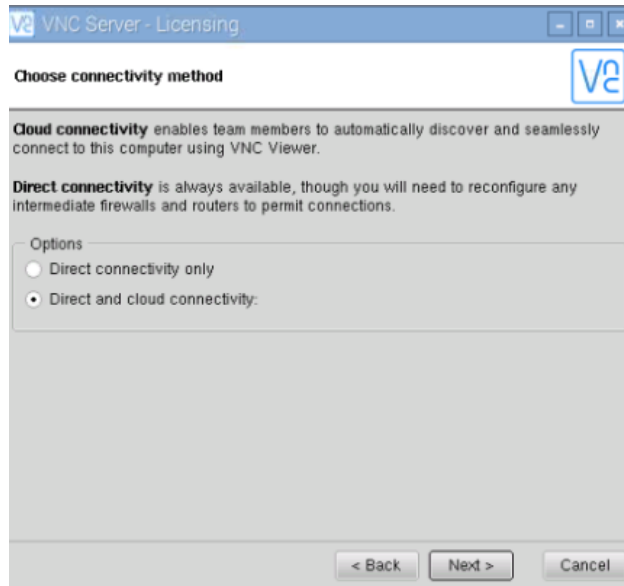 VNC Server - Licensing
Choose connectivity method
Cloud connectivity enables team members to automatically discover and seamlessly
connect to this computer using VNC Viewer.
Direct connectivity is always available, though you will need to reconfigure any
intermediate firewalls and routers to permit connections.
Options
Direct connectivity only
Direct and cloud connectivity:
< Back
Next >
Cancel